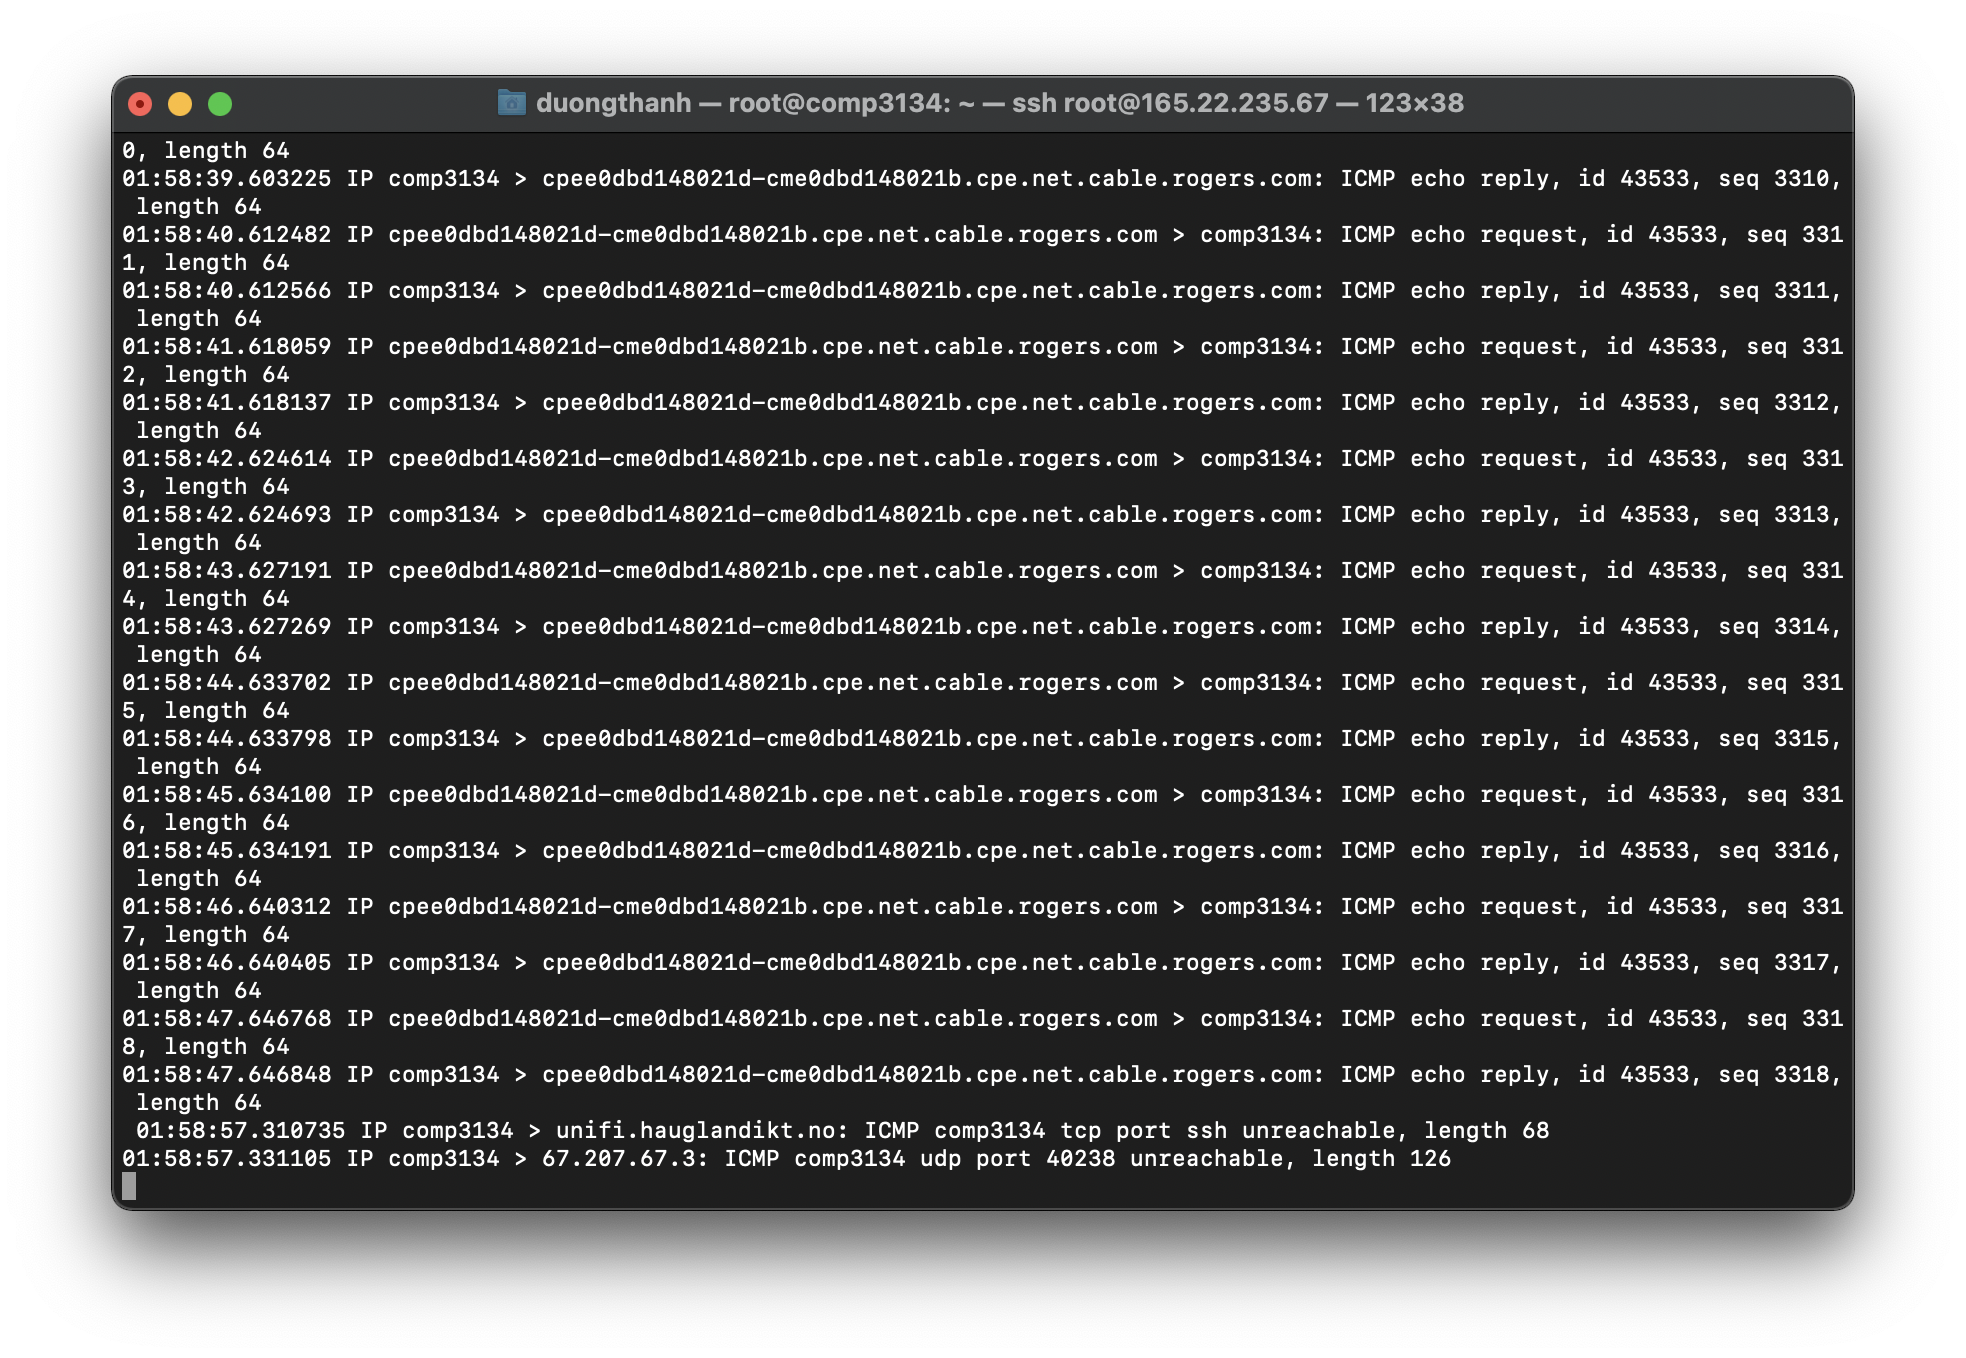 duongthanh — root@comp3134: ~ — ssh root@165.22.235.67 — 123×38
0, length 64
01:58:39.603225 IP comp3134 > cpee0dbd148021d-cme0dbd148021b.cpe.net.cable.rogers.com: ICMP echo reply, id 43533, seq 3310,
 length 64
01:58:40.612482 IP cpee0dbd148021d-cme0dbd148021b.cpe.net.cable.rogers.com > comp3134: ICMP echo request, id 43533, seq 331
1, length 64
01:58:40.612566 IP comp3134 > cpee0dbd148021d-cme0dbd148021b.cpe.net.cable.rogers.com: ICMP echo reply, id 43533, seq 3311,
 length 64
01:58:41.618059 IP cpee0dbd148021d-cme0dbd148021b.cpe.net.cable.rogers.com > comp3134: ICMP echo request, id 43533, seq 331
2, length 64
01:58:41.618137 IP comp3134 > cpee0dbd148021d-cme0dbd148021b.cpe.net.cable.rogers.com: ICMP echo reply, id 43533, seq 3312,
 length 64
01:58:42.624614 IP cpee0dbd148021d-cme0dbd148021b.cpe.net.cable.rogers.com > comp3134: ICMP echo request, id 43533, seq 331
3, length 64
01:58:42.624693 IP comp3134 > cpee0dbd148021d-cme0dbd148021b.cpe.net.cable.rogers.com: ICMP echo reply, id 43533, seq 3313,
 length 64
01:58:43.627191 IP cpee0dbd148021d-cme0dbd148021b.cpe.net.cable.rogers.com > comp3134: ICMP echo request, id 43533, seq 331
4, length 64
01:58:43.627269 IP comp3134 > cpee0dbd148021d-cme0dbd148021b.cpe.net.cable.rogers.com: ICMP echo reply, id 43533, seq 3314,
 length 64
01:58:44.633702 IP cpee0dbd148021d-cme0dbd148021b.cpe.net.cable.rogers.com > comp3134: ICMP echo request, id 43533, seq 331
5, length 64
01:58:44.633798 IP comp3134 > cpee0dbd148021d-cme0dbd148021b.cpe.net.cable.rogers.com: ICMP echo reply, id 43533, seq 3315,
 length 64
01:58:45.634100 IP cpee0dbd148021d-cme0dbd148021b.cpe.net.cable.rogers.com > comp3134: ICMP echo request, id 43533, seq 331
6, length 64
01:58:45.634191 IP comp3134 > cpee0dbd148021d-cme0dbd148021b.cpe.net.cable.rogers.com: ICMP echo reply, id 43533, seq 3316,
 length 64
01:58:46.640312 IP cpee0dbd148021d-cme0dbd148021b.cpe.net.cable.rogers.com > comp3134: ICMP echo request, id 43533, seq 331
7, length 64
01:58:46.640405 IP comp3134 > cpee0dbd148021d-cme0dbd148021b.cpe.net.cable.rogers.com: ICMP echo reply, id 43533, seq 3317,
 length 64
01:58:47.646768 IP cpee0dbd148021d-cme0dbd148021b.cpe.net.cable.rogers.com > comp3134: ICMP echo request, id 43533, seq 331
8, length 64
01:58:47.646848 IP comp3134 > cpee0dbd148021d-cme0dbd148021b.cpe.net.cable.rogers.com: ICMP echo reply, id 43533, seq 3318,
 length 64
 01:58:57.310735 IP comp3134 > unifi.hauglandikt.no: ICMP comp3134 tcp port ssh unreachable, length 68
01:58:57.331105 IP comp3134 > 67.207.67.3: ICMP comp3134 udp port 40238 unreachable, length 126